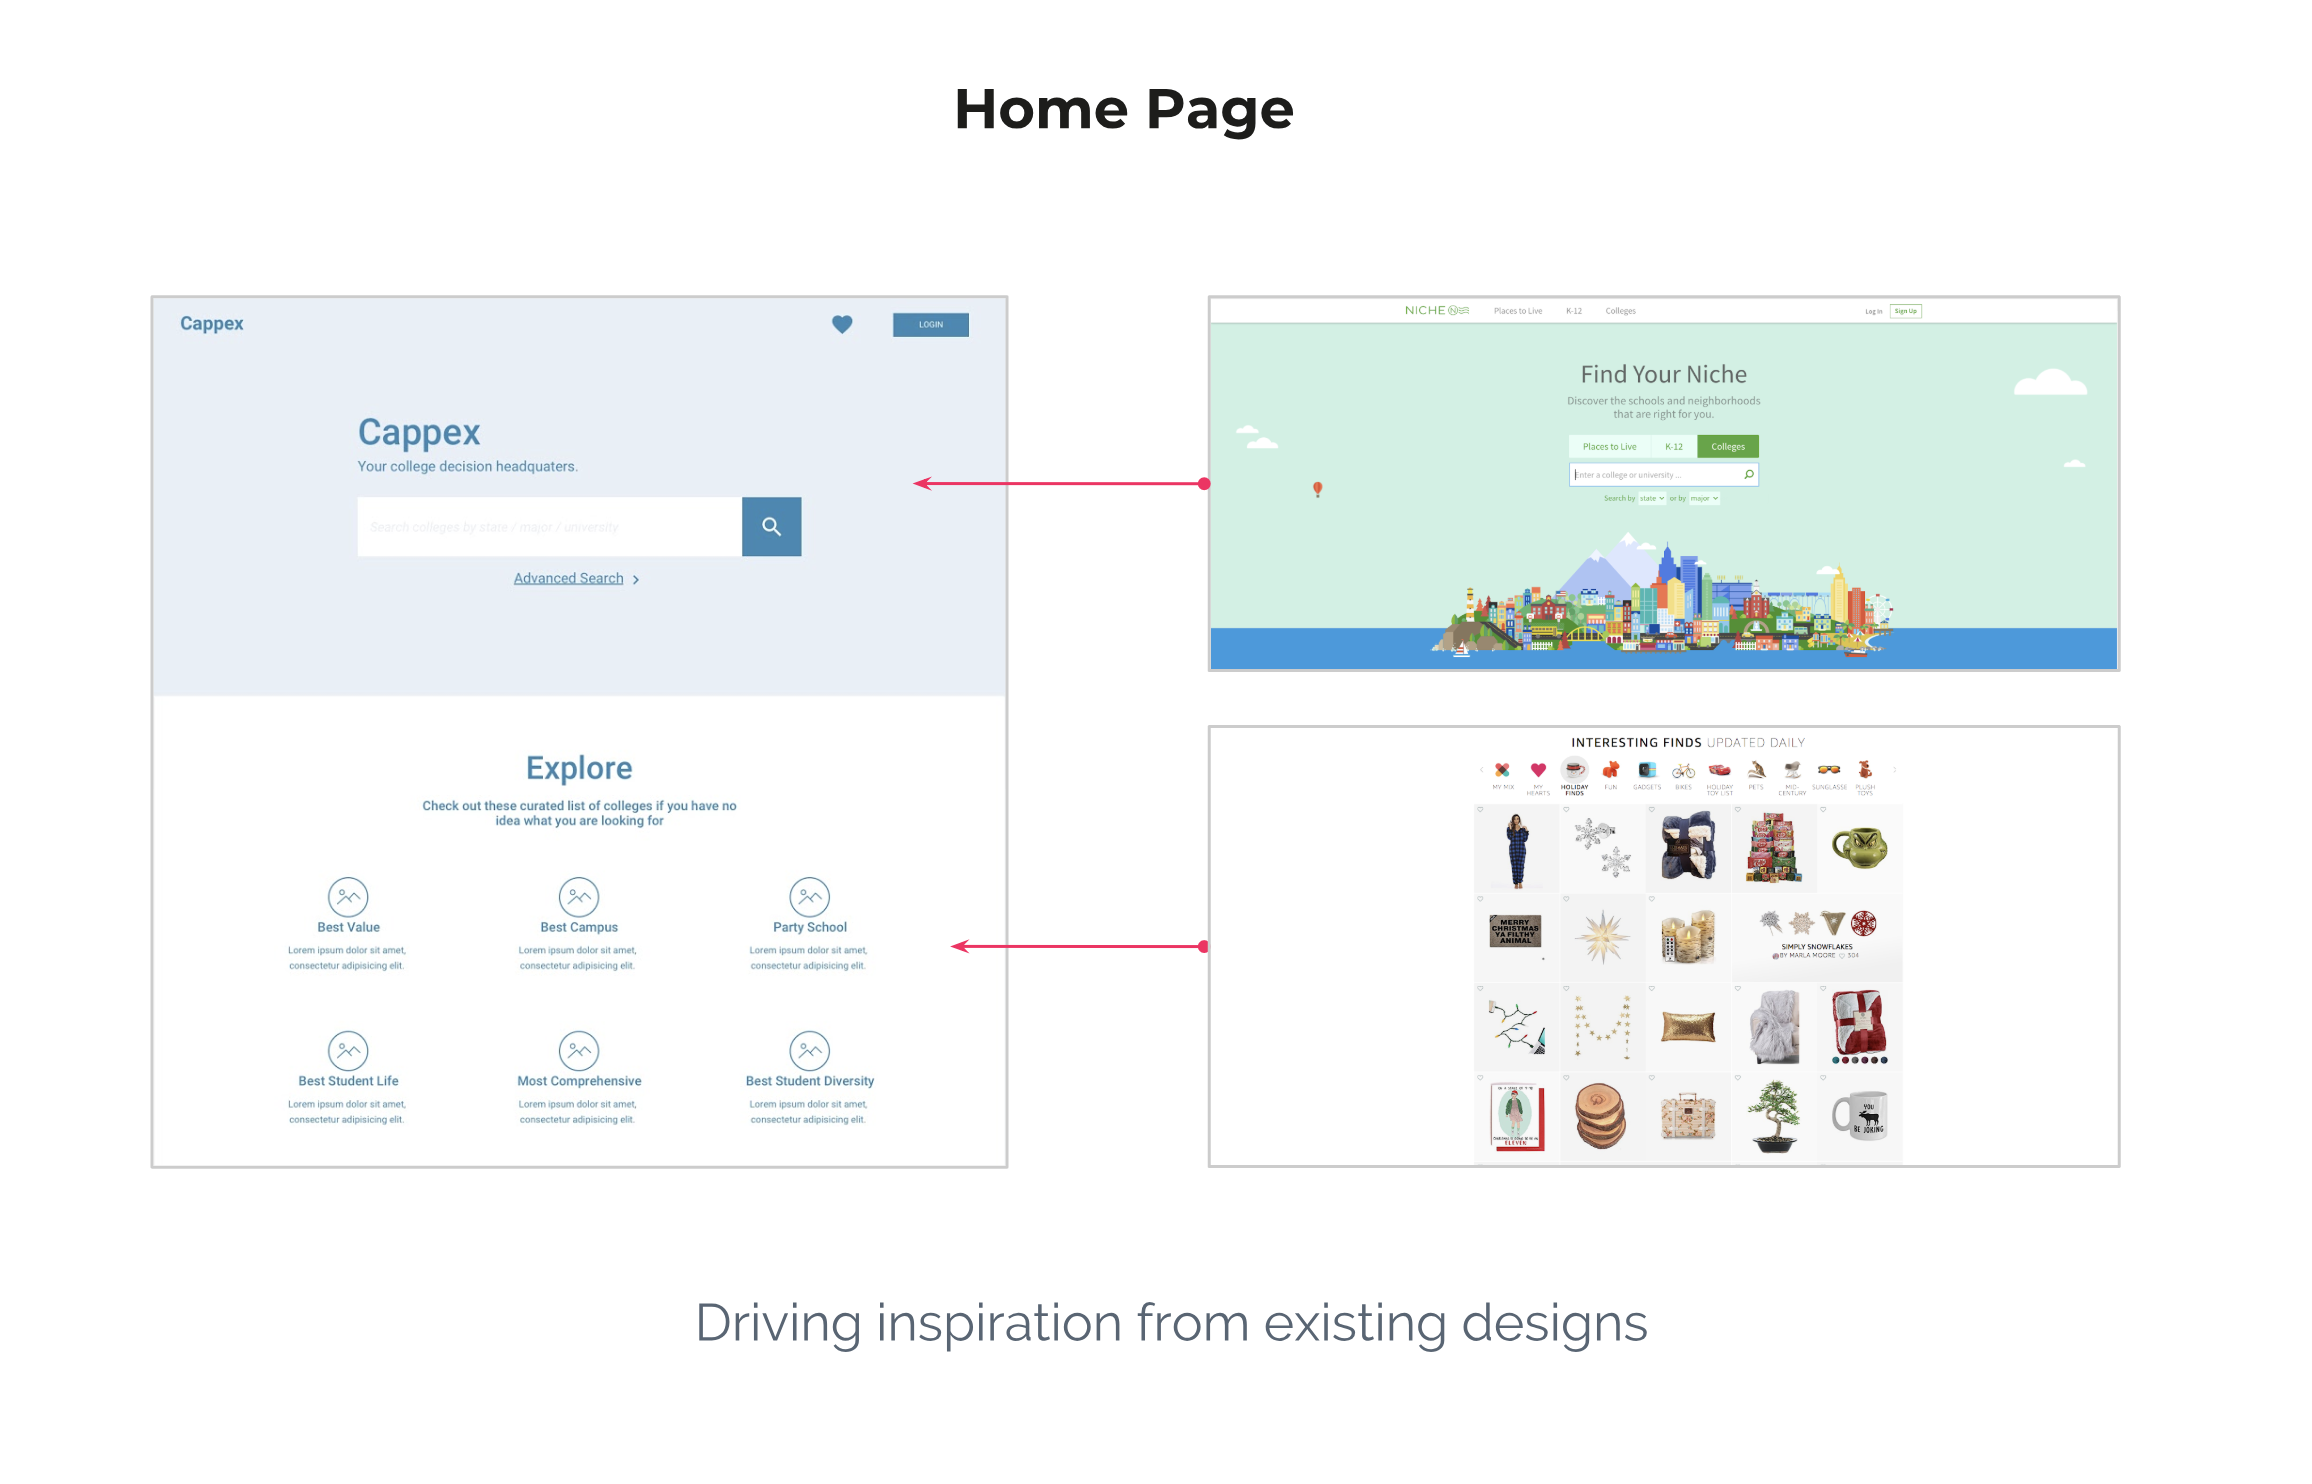 Home Page
Cappex
LOGIN
Cappex
Your college decision headquaters.
Search colleges by state / major / university
Advanced Search
Explore
Check out these curated list of colleges if you have no
idea what you are looking for
Best Value
Lorem ipsum dolor sit amet,
consectetur adipisicing elit.
Best Campus
Lorem ipsum dolor sit amet,
consectetur adipisicing elit.
Party School
Lorem ipsum dolor sit amet,
consectetur adipisicing elit.
Best Student Life
Lorem ipsum dolor sit amet,
consectetur adipisicing elit.
Most Comprehensive
Lorem ipsum dolor sit amet,
consectetur adipisicing elit.
Best Student Diversity
Lorem ipsum dolor sit amet,
consectetur adipisicing elit.
NICHE
Places to Live K-12 Colleges
Log In Sign Up
Find Your Niche
Discover the schools and neighborhoods
that are right for you.
Places to Live K-12 Colleges
Enter a college or university ...
Search by state or by major
INTERESTING FINDS UPDATED DAILY
MY MIX
MY
HEARTS
HOLIDAY
FINDS
FUN
GADGETS
BIKES
HOLIDAY
TOY LIST
PETS
MID-
CENTURY
SUNGLASSE
PLUSH
TOYS
MERRY
CHRISTMAS
YA FILTHY
ANIMAL
SIMPLY SNOWFLAKES
BY MARLA MOORE 304
ELEVEN
YOU
BE JOKING
Driving inspiration from existing designs